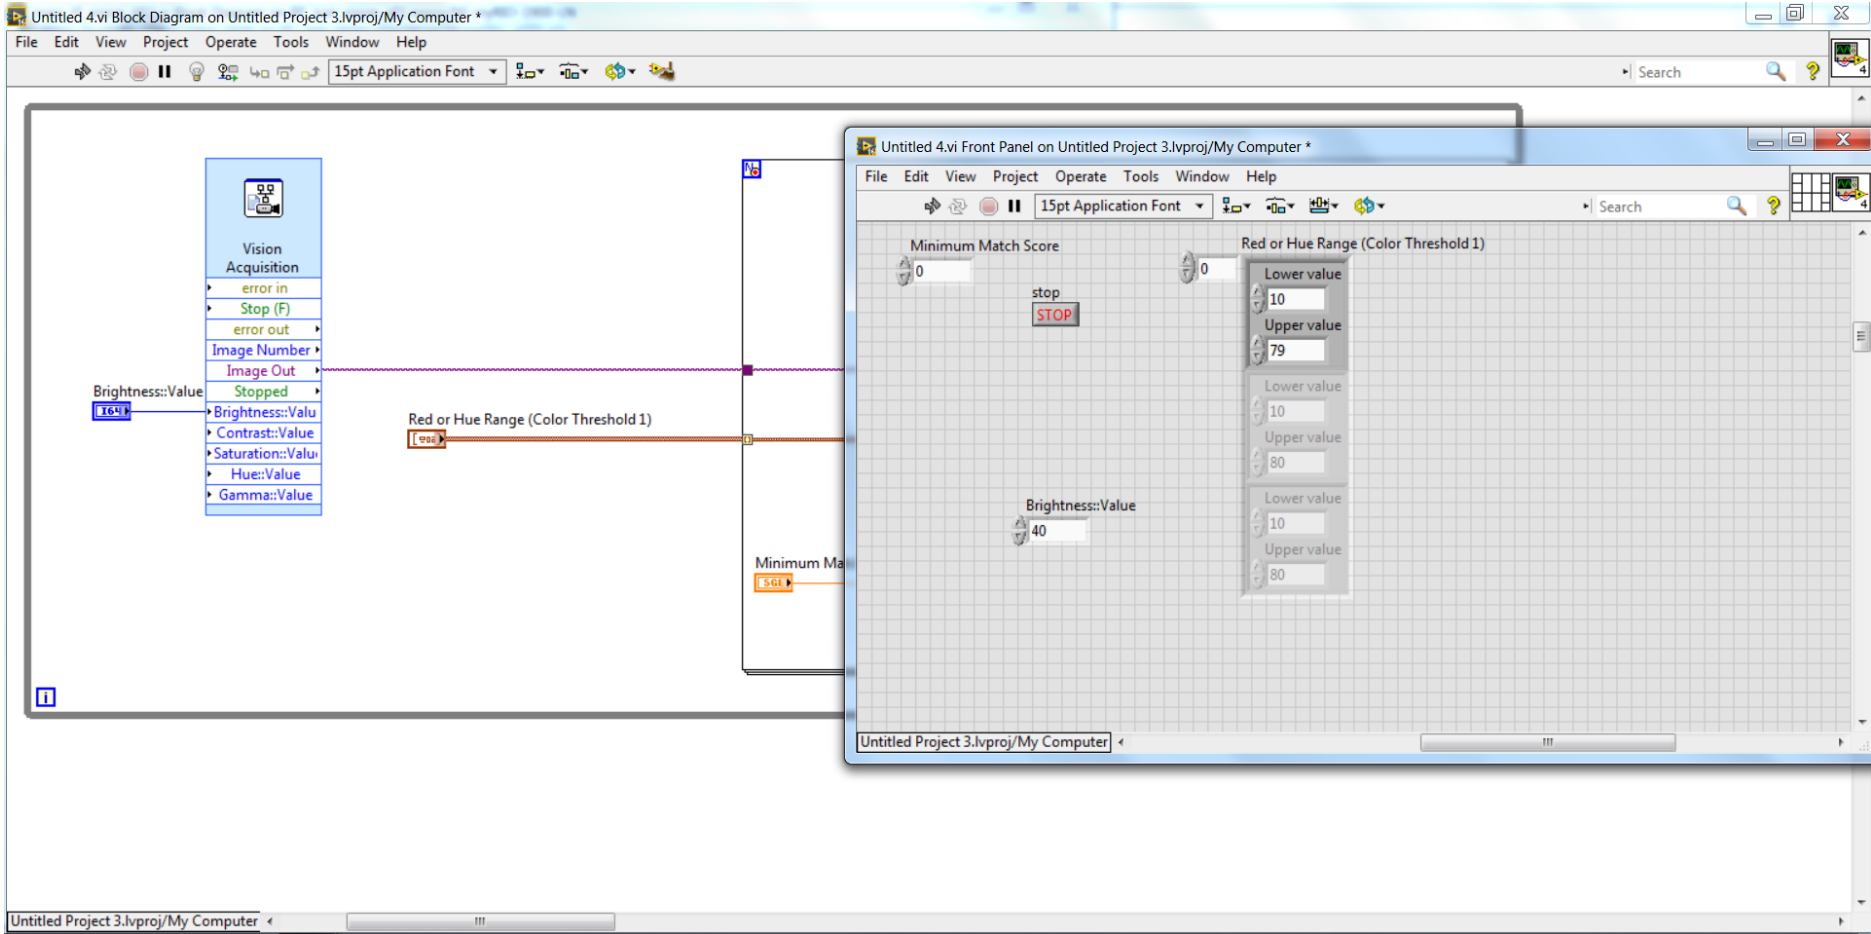 Untitled 4.vi Block Diagram on Untitled Project 3.lvproj/My Computer *
File Edit View Project Operate Tools Window Help
15pt Application Font
Search
4
Vision
Acquisition
error in
Stop (F)
error out
Image Number
Image Out
Stopped
Brightness::Valu
Contrast::Value
Saturation::Valu
Hue::Value
Gamma::Value
Brightness::Value
I64
Red or Hue Range (Color Threshold 1)
N
Minimum Ma
SGL
i
Untitled Project 3.lvproj/My Computer
Untitled 4.vi Front Panel on Untitled Project 3.lvproj/My Computer *
File Edit View Project Operate Tools Window Help
15pt Application Font
Search
4
Minimum Match Score
0
stop
STOP
Red or Hue Range (Color Threshold 1)
0
Lower value
10
Upper value
79
Lower value
10
Upper value
80
Lower value
10
Upper value
80
Brightness::Value
40
Untitled Project 3.lvproj/My Computer